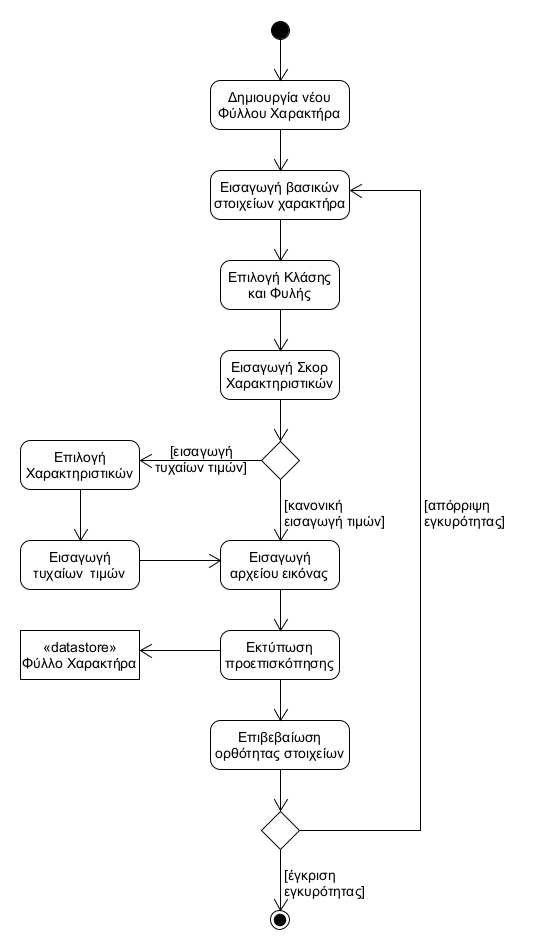 Δημιουργία νέου
Φύλλου Χαρακτήρα
Εισαγωγή βασικών
στοιχείων χαρακτήρα
Επιλογή Κλάσης
και Φυλής
Εισαγωγή Σκορ
Χαρακτηριστικών
[εισαγωγή
τυχαίων τιμών]
Επιλογή
Χαρακτηριστικών
[κανονική
εισαγωγή τιμών]
[απόρριψη
εγκυρότητας]
Εισαγωγή
τυχαίων τιμών
Εισαγωγή
αρχείου εικόνας
Εκτύπωση
προεπισκόπησης
«datastore»
Φύλλο Χαρακτήρα
Επιβεβαίωση
ορθότητας στοιχείων
[έγκριση
εγκυρότητας]